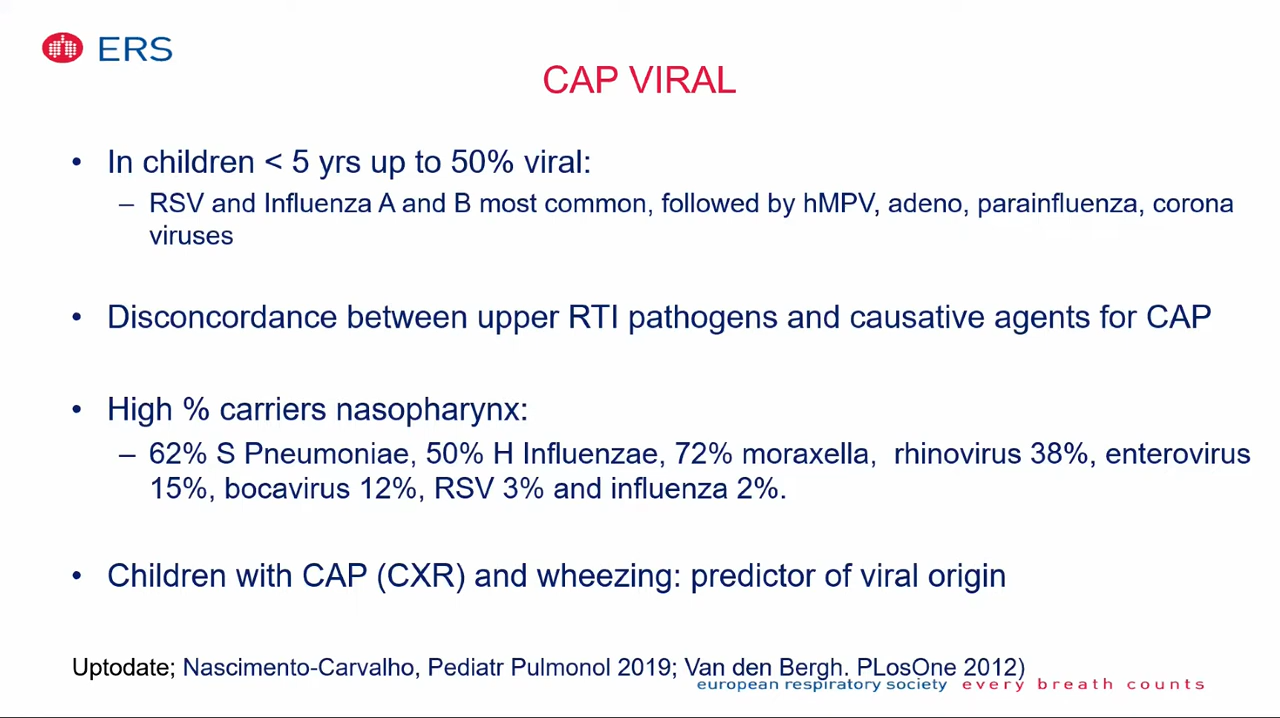 ERS
CAP VIRAL
• In children < 5 yrs up to 50% viral:
– RSV and Influenza A and B most common, followed by hMPV, adeno, parainfluenza, corona
viruses
• Disconcordance between upper RTI pathogens and causative agents for CAP
• High % carriers nasopharynx:
– 62% S Pneumoniae, 50% H Influenzae, 72% moraxella, rhinovirus 38%, enterovirus
15%, bocavirus 12%, RSV 3% and influenza 2%.
• Children with CAP (CXR) and wheezing: predictor of viral origin
Uptodate; Nascimento-Carvalho, Pediatr Pulmonol 2019; Van den Bergh. PLosOne 2012)
european respiratory society every breath counts